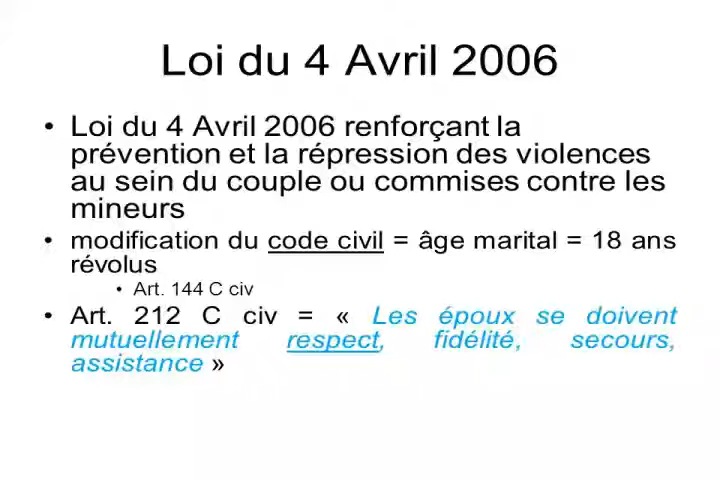 Loi du 4 Avril 2006
• Loi du 4 Avril 2006 renforçant la
prévention et la répression des violences
au sein du couple ou commises contre les
mineurs
• modification du code civil = âge marital = 18 ans
révolus
• Art. 144 C civ
• Art. 212 C civ = « Les époux se doivent
mutuellement respect, fidélité, secours,
assistance »